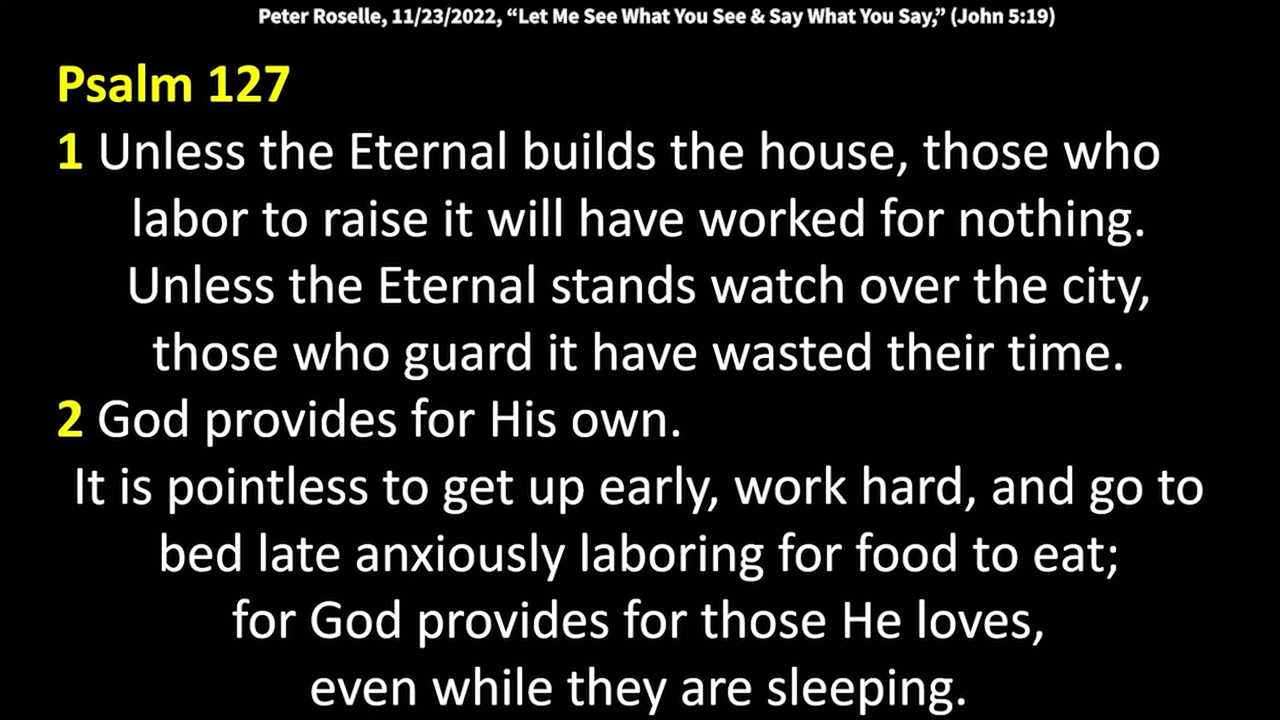 Peter Roselle, 11/23/2022, “Let Me See What You See & Say What You Say,” (John 5:19)
Psalm 127
1 Unless the Eternal builds the house, those who
labor to raise it will have worked for nothing.
Unless the Eternal stands watch over the city,
those who guard it have wasted their time.
2 God provides for His own.
It is pointless to get up early, work hard, and go to
bed late anxiously laboring for food to eat;
for God provides for those He loves,
even while they are sleeping.